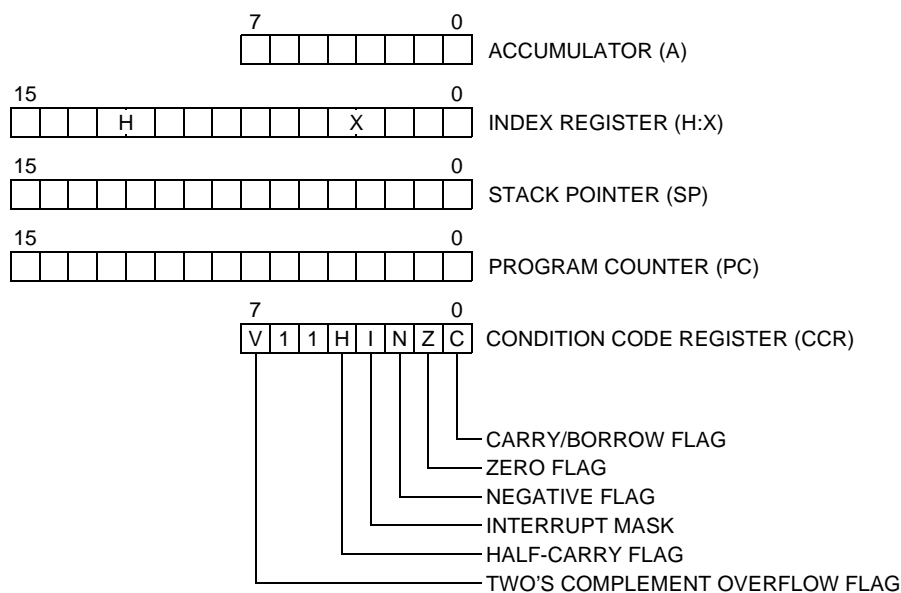 7 0
ACCUMULATOR (A)
15 0
H X INDEX REGISTER (H:X)
15 0
STACK POINTER (SP)
15 0
PROGRAM COUNTER (PC)
7 0
V 1 1 H I N Z C CONDITION CODE REGISTER (CCR)
CARRY/BORROW FLAG
ZERO FLAG
NEGATIVE FLAG
INTERRUPT MASK
HALF-CARRY FLAG
TWO'S COMPLEMENT OVERFLOW FLAG